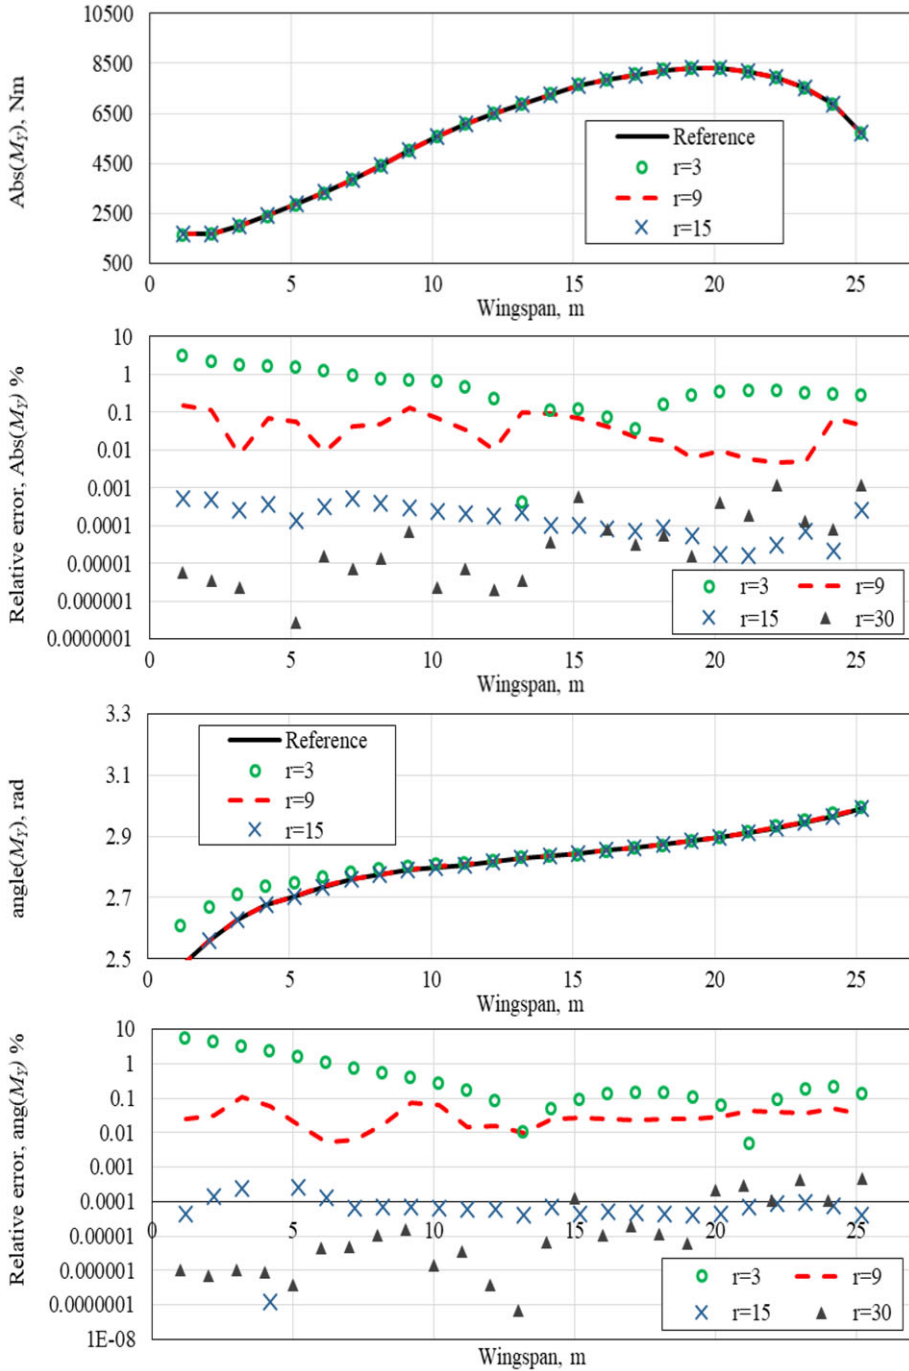 10500
8500
6500
4500
2500
500
Abs(M_Y), Nm
Reference
r=3
r=9
r=15
0 5 10 15 20 25
Wingspan, m
10
1
0.1
0.01
0.001
0.0001
0.00001
0.000001
0.0000001
Relative error, Abs(M_Y) %
r=3 r=9
r=15 r=30
0 5 10 15 20 25
Wingspan, m
3.3
3.1
2.9
2.7
2.5
angle(M_Y), rad
Reference
r=3
r=9
r=15
0 5 10 15 20 25
Wingspan, m
10
1
0.1
0.01
0.001
0.0001
0.00001
0.000001
0.0000001
1E-08
Relative error, ang(M_Y) %
0 5 10 15 20 25
r=3 r=9
r=15 r=30
Wingspan, m